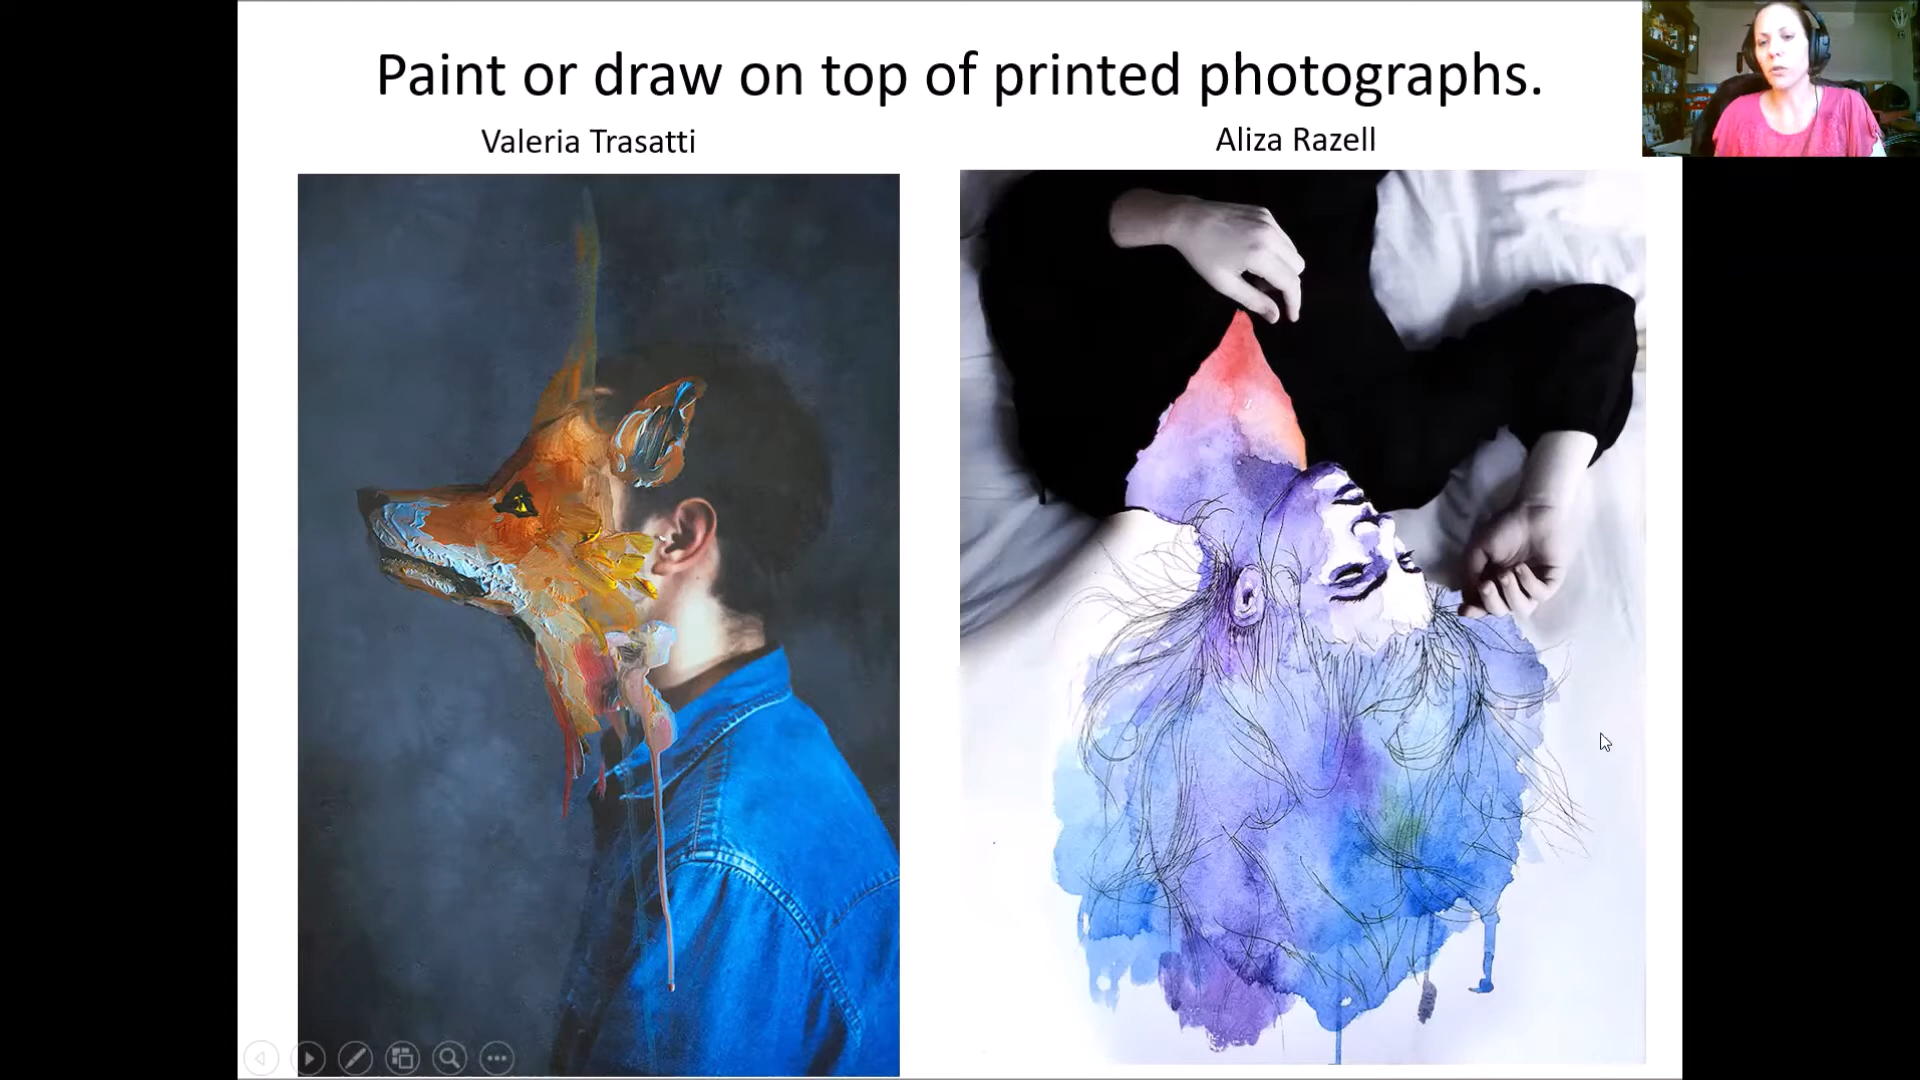 Paint or draw on top of printed photographs.
Valeria Trasatti
Aliza Razell